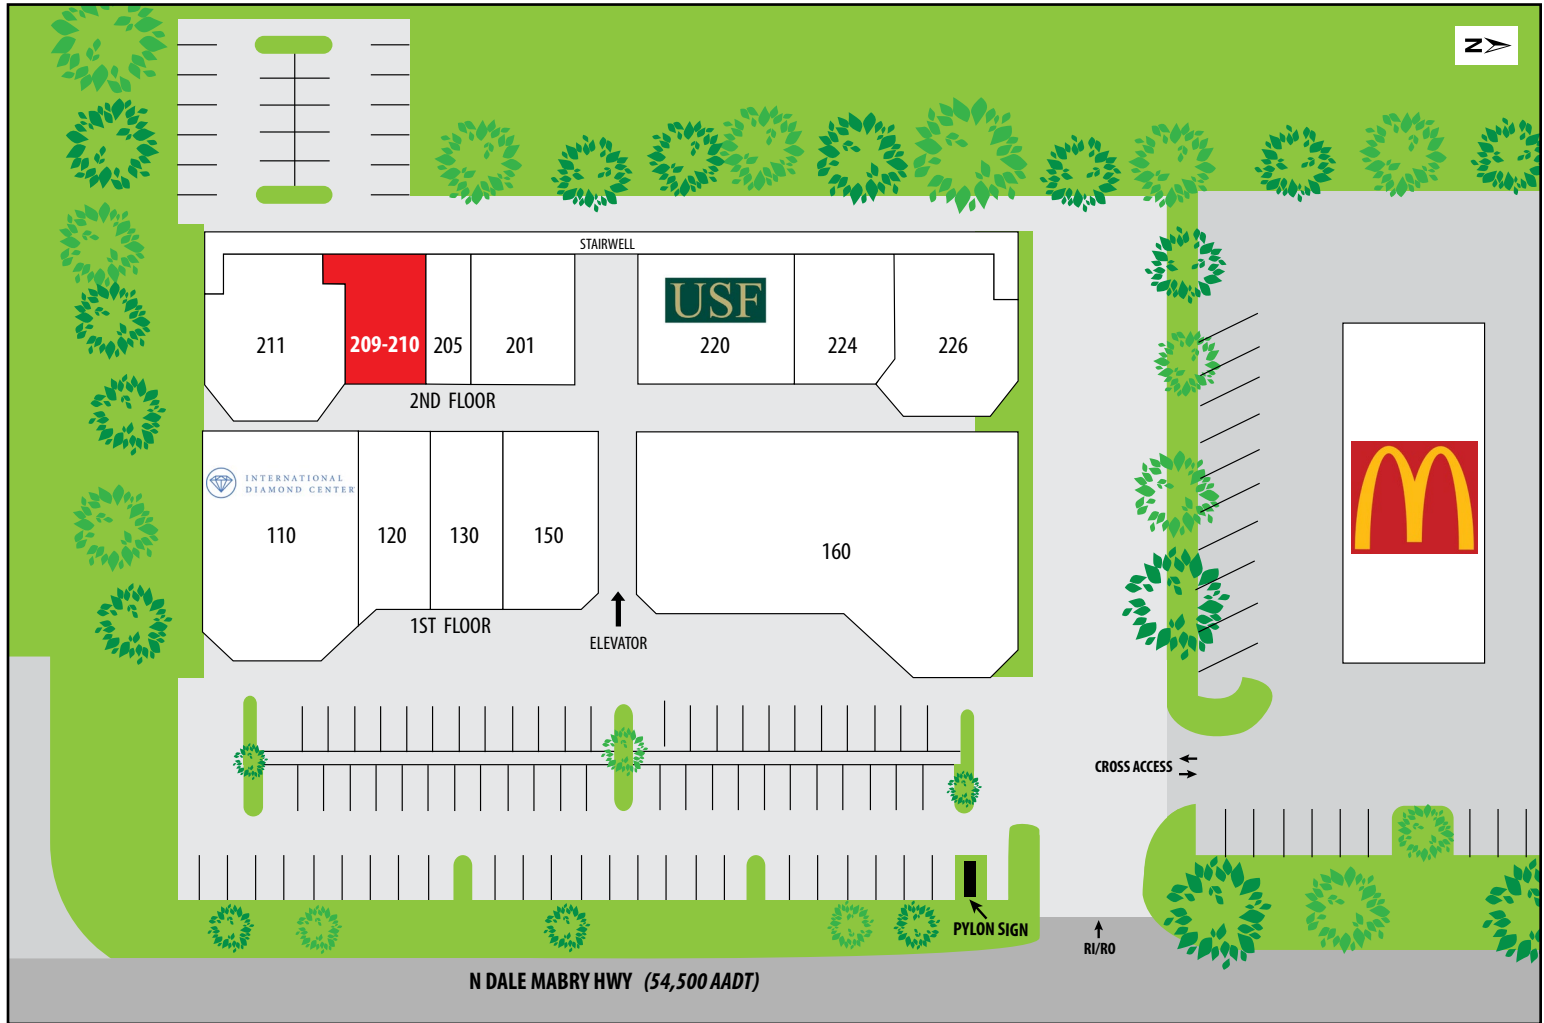 N
STAIRWELL
USF
211
209-210
205
201
220
224
226
2ND FLOOR
INTERNATIONAL
DIAMOND CENTER
110
120
130
150
160
1ST FLOOR
ELEVATOR
CROSS ACCESS
PYLON SIGN
RI/RO
N DALE MABRY HWY (54,500 AADT)